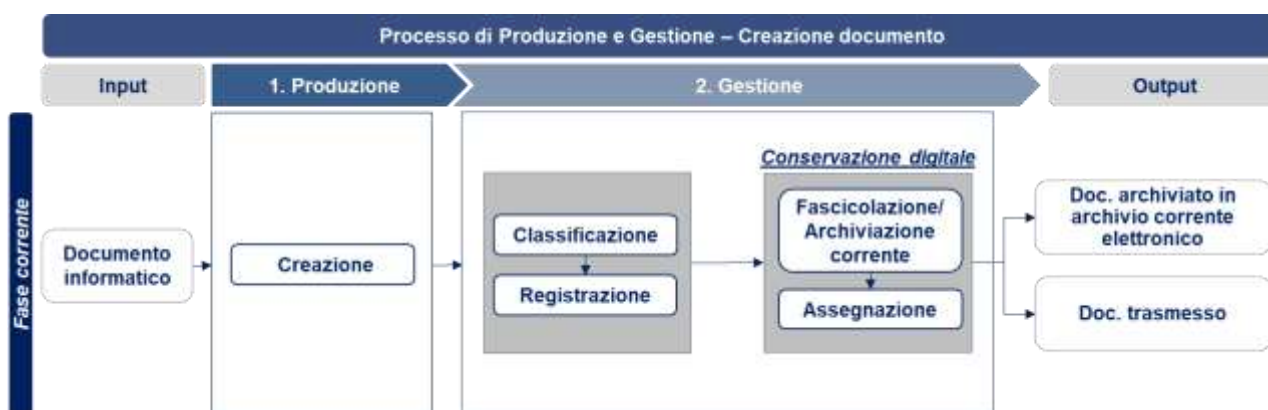 Processo di Produzione e Gestione – Creazione documento
Input
1. Produzione
2. Gestione
Output
Fase corrente
Documento
informatico
Creazione
Classificazione
Registrazione
Conservazione digitale
Fascicolazione/
Archiviazione
corrente
Assegnazione
Doc. archiviato in
archivio corrente
elettronico
Doc. trasmesso